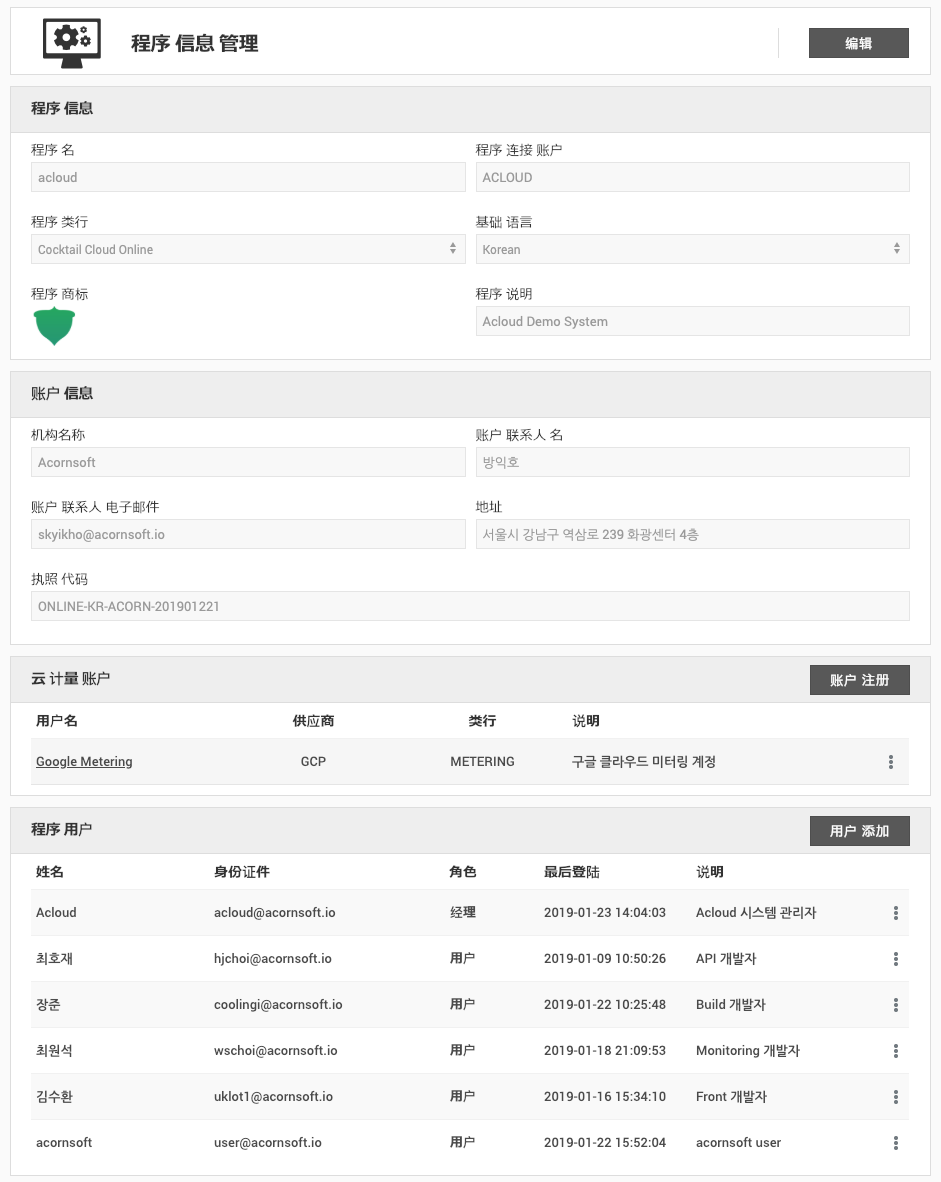 程序 信息 管理
编辑
程序 信息
程序 名
程序 连接 账户
acloud
ACLOUD
程序 类行
基础 语言
Cocktail Cloud Online
Korean
程序 商标
程序 说明
Acloud Demo System
账户 信息
机构名称
账户 联系人 名
Acornsoft
방익호
账户 联系人 电子邮件
地址
skyikho@acornsoft.io
서울시 강남구 역삼로 239 화광센터 4층
执照 代码
ONLINE-KR-ACORN-201901221
云 计量 账户
账户 注册
用户名 供应商 类行 说明
Google Metering GCP METERING 구글 클라우드 미터링 계정
程序 用户
用户 添加
姓名 身份证件 角色 最后登陆 说明
Acloud acloud@acornsoft.io 经理 2019-01-23 14:04:03 Acloud 시스템 관리자
최호재 hjchoi@acornsoft.io 用户 2019-01-09 10:50:26 API 개발자
장준 coolingi@acornsoft.io 用户 2019-01-22 10:25:48 Build 개발자
최원석 wschoi@acornsoft.io 用户 2019-01-18 21:09:53 Monitoring 개발자
김수환 uklot1@acornsoft.io 用户 2019-01-16 15:34:10 Front 개발자
acornsoft user@acornsoft.io 用户 2019-01-22 15:52:04 acornsoft user